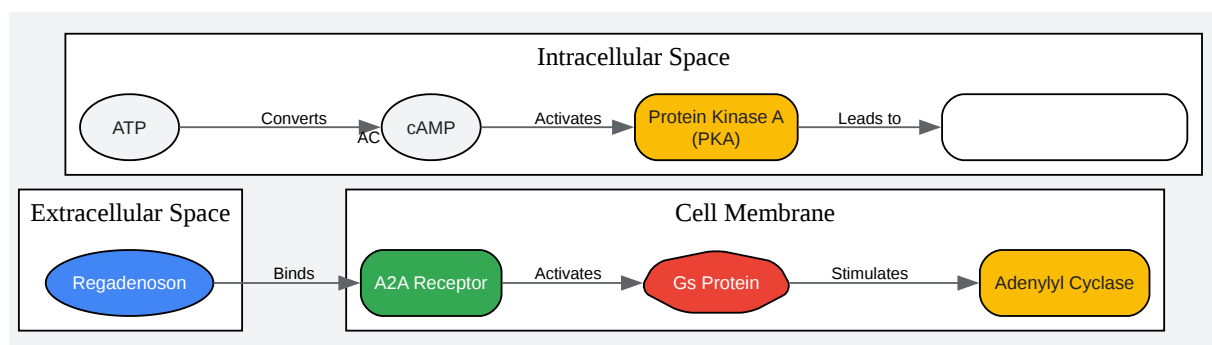 Intracellular Space
ATP
Converts
AC
cAMP
Activates
Protein Kinase A
(PKA)
Leads to
Extracellular Space
Regadenoson
Binds
Cell Membrane
A2A Receptor
Activates
Gs Protein
Stimulates
Adenylyl Cyclase